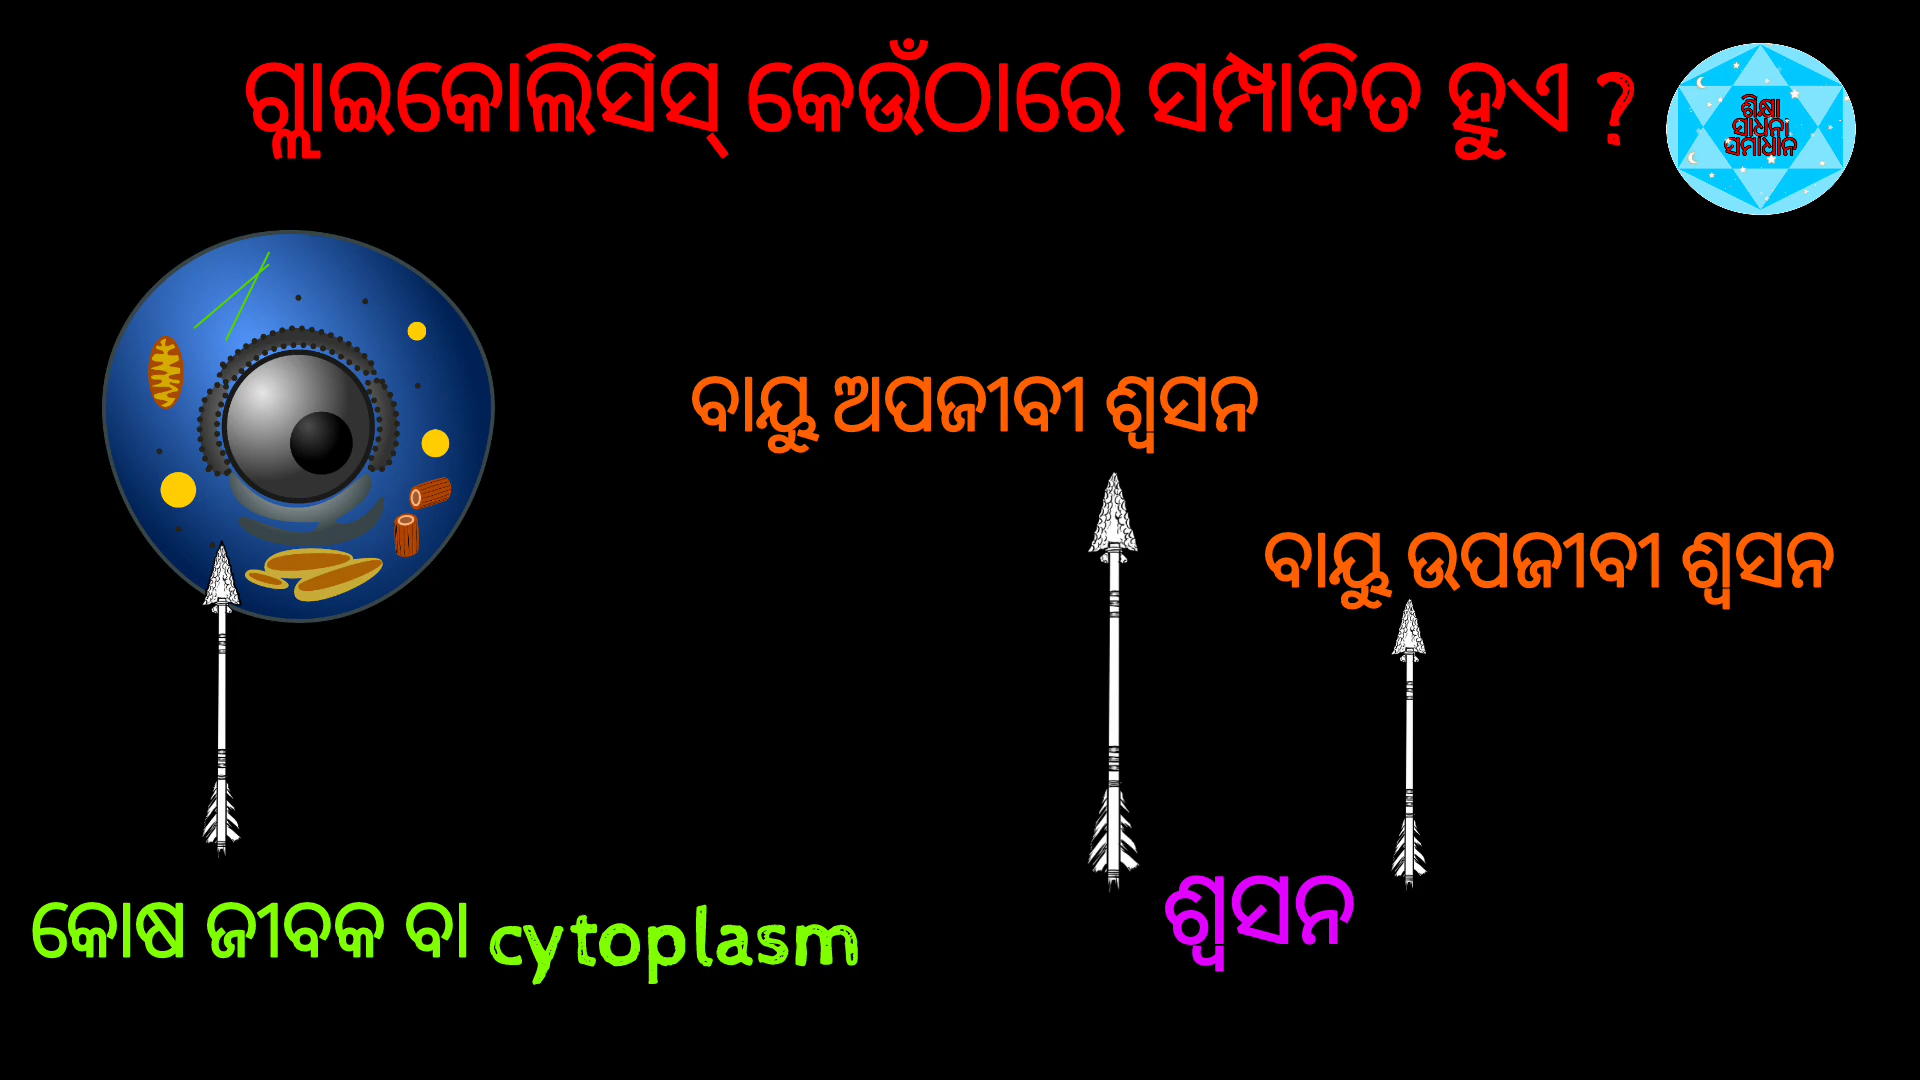 ଗ୍ଲାଇକୋଲିସିସ୍ କେଉଁଠାରେ ସମ୍ପାଦିତ ହୁଏ ?
ଶିକ୍ଷା
ସାଧନା
ସମାଧାନ
ବାୟୁ ଅପଜୀବୀ ଶ୍ୱସନ
ବାୟୁ ଉପଜୀବୀ ଶ୍ୱସନ
ଶ୍ୱସନ
କୋଷ ଜୀବକ ବା cytoplasm